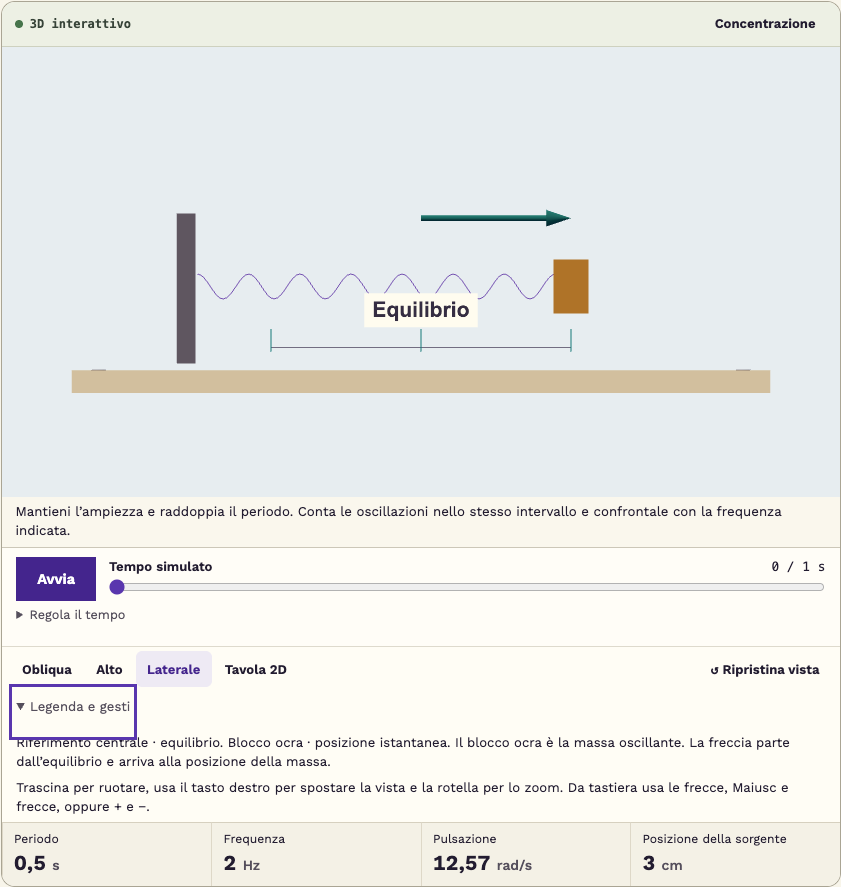 3D interattivo
Concentrazione
Equilibrio
Mantieni l’ampiezza e raddoppia il periodo. Conta le oscillazioni nello stesso intervallo e confrontale con la frequenza
indicata.
Avvia
Tempo simulato
0 / 1 s
▶ Regola il tempo
Obliqua
Alto
Laterale
Tavola 2D
↺ Ripristina vista
▼ Legenda e gesti
Riferimento centrale · equilibrio. Blocco ocra · posizione istantanea. Il blocco ocra è la massa oscillante. La freccia parte
dall’equilibrio e arriva alla posizione della massa.
Trascina per ruotare, usa il tasto destro per spostare la vista e la rotella per lo zoom. Da tastiera usa le frecce, Maiusc e
frecce, oppure + e −.
Periodo
0,5 s
Frequenza
2 Hz
Pulsazione
12,57 rad/s
Posizione della sorgente
3 cm